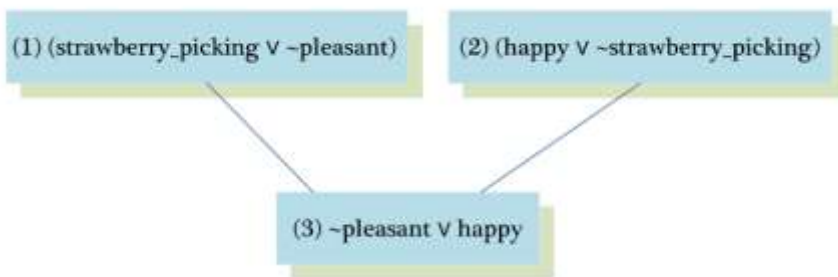 (1) (strawberry_picking ∨ ~pleasant)
(2) (happy ∨ ~strawberry_picking)
(3) ~pleasant ∨ happy